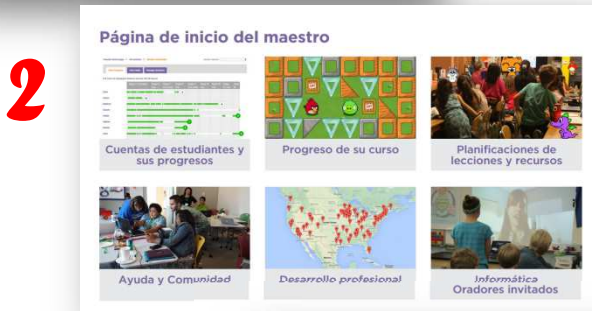 2
Página de inicio del maestro
Cuentas de estudiantes y
sus progresos
Progreso de su curso
Planificaciones de
lecciones y recursos
Ayuda y Comunidad
Desarrollo profesional
Informática
Oradores invitados